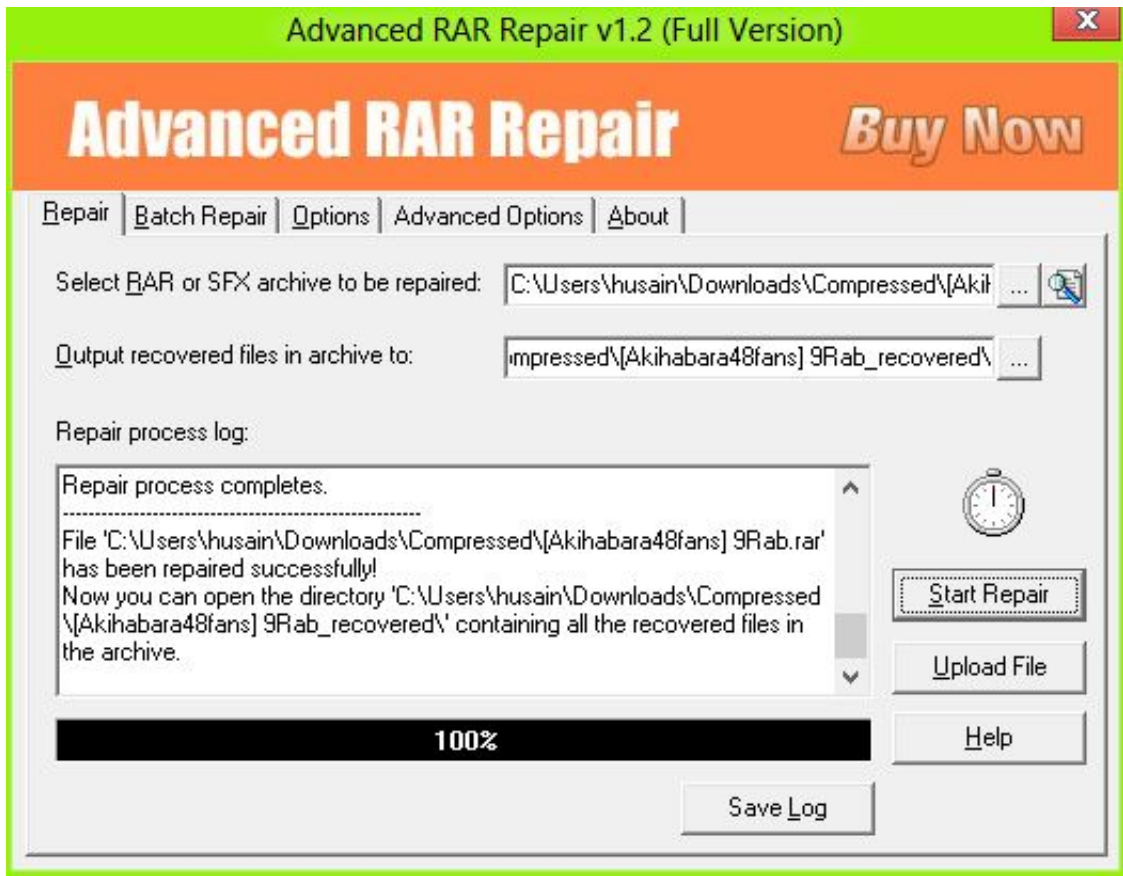 Advanced RAR Repair v1.2 (Full Version)
x
Advanced RAR Repair
Buy Now
Repair
Batch Repair
Options
Advanced Options
About
Select RAR or SFX archive to be repaired:
C:\Users\husain\Downloads\Compressed\[Aki
...
Output recovered files in archive to:
mpressed\[Akihabara48fans] 9Rab_recovered\
...
Repair process log:
Repair process completes.
------------------------------------------------------------
File 'C:\Users\husain\Downloads\Compressed\[Akihabara48fans] 9Rab.rar'
has been repaired successfully!
Now you can open the directory 'C:\Users\husain\Downloads\Compressed
\[Akihabara48fans] 9Rab_recovered\' containing all the recovered files in
the archive.
Start Repair
Upload File
100%
Help
Save Log